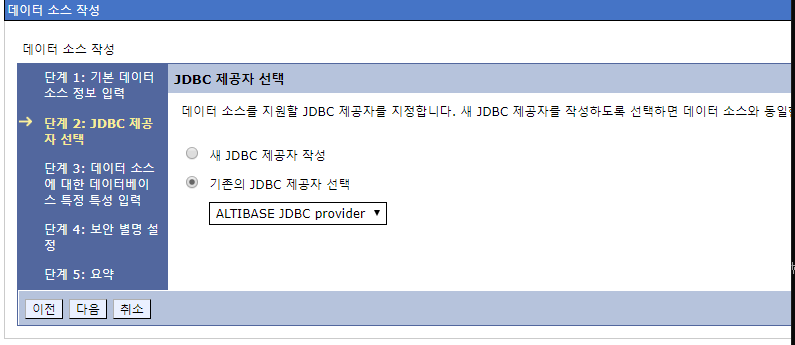 데이터 소스 작성
데이터 소스 작성
단계 1: 기본 데이터
소스 정보 입력
단계 2: JDBC 제공
자 선택
단계 3: 데이터 소스
에 대한 데이터베이
스 특정 특성 입력
단계 4: 보안 별명 설
정
단계 5: 요약
JDBC 제공자 선택
데이터 소스를 지원할 JDBC 제공자를 지정합니다. 새 JDBC 제공자를 작성하도록 선택하면 데이터 소스와 동일한
새 JDBC 제공자 작성
기존의 JDBC 제공자 선택
ALTIBASE JDBC provider
이전 다음 취소